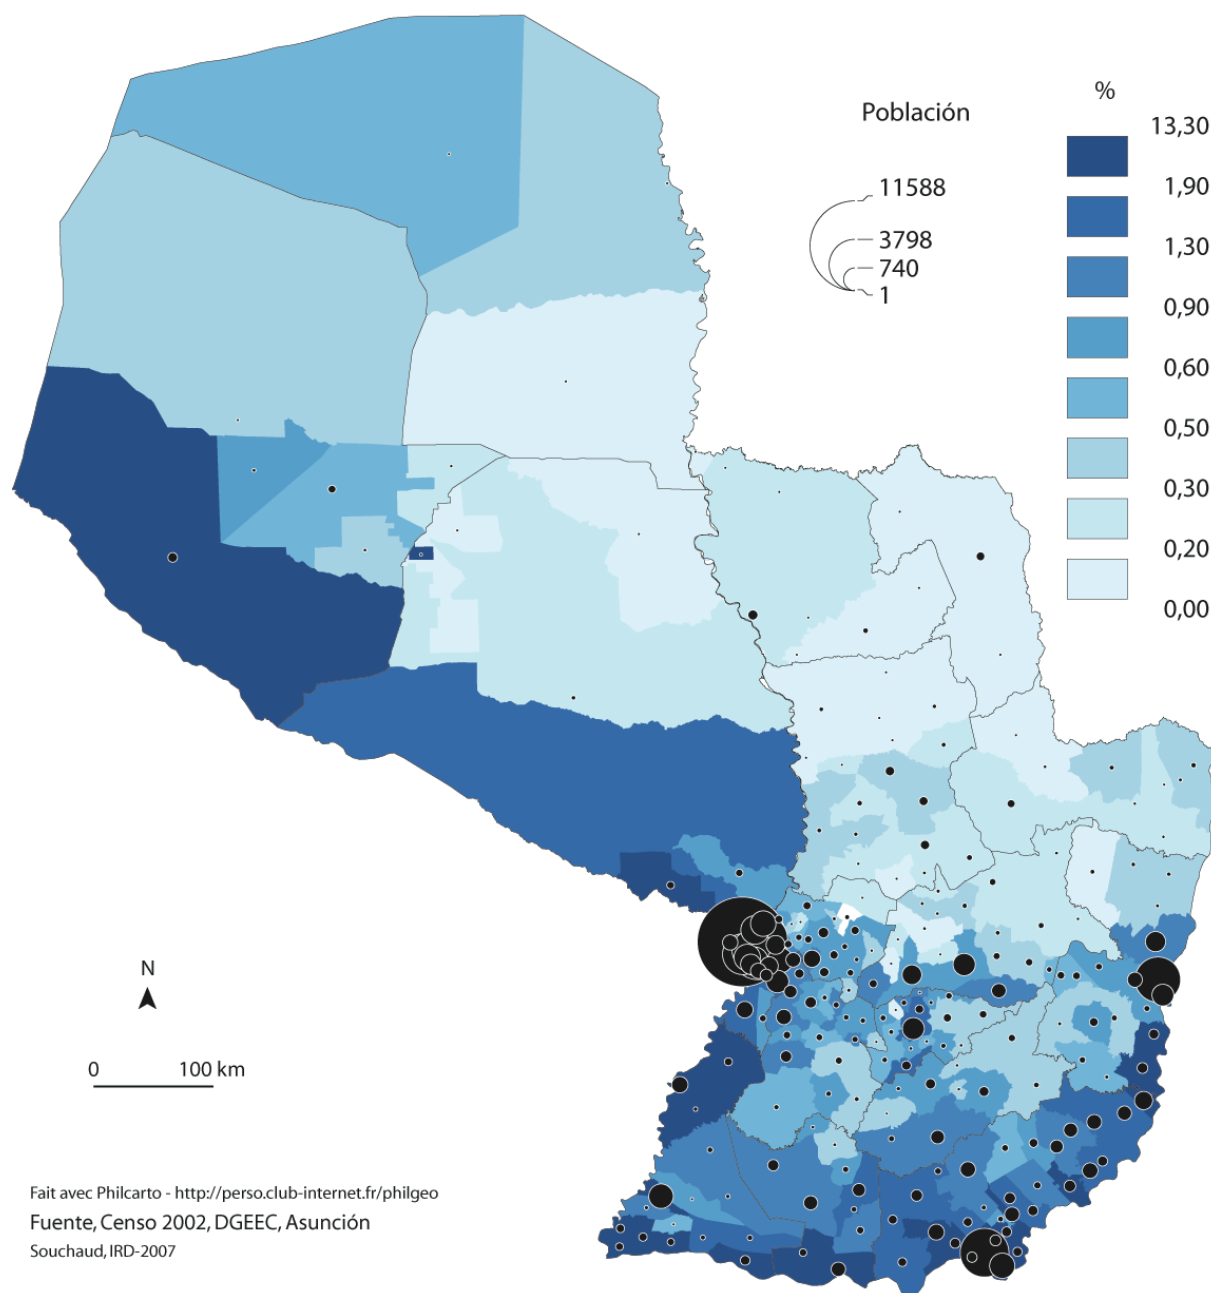 Población
11588
3798
740
1
%
13,30
1,90
1,30
0,90
0,60
0,50
0,30
0,20
0,00
N
0 100 km
Fait avec Philcarto - http://perso.club-internet.fr/philgeo
Fuente, Censo 2002, DGEEC, Asunción
Souchaud, IRD-2007